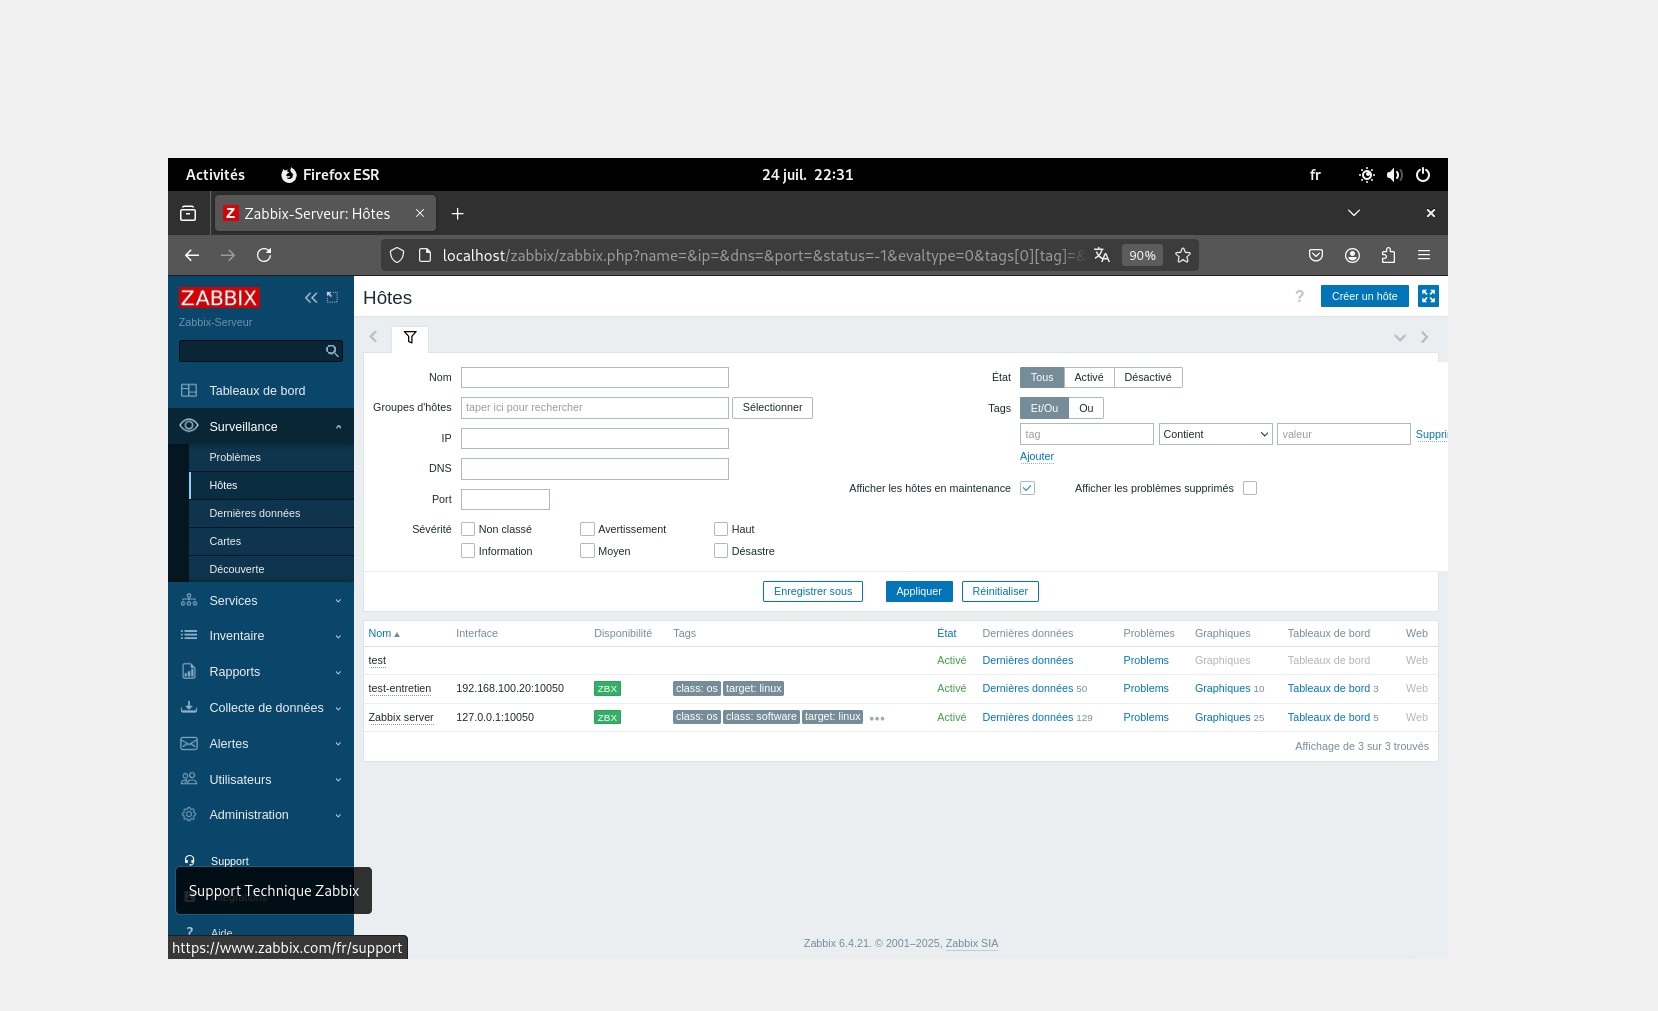 Activités Firefox ESR 24 juil. 22:31 fr
Z Zabbix-Serveur: Hôtes
localhost/zabbix/zabbix.php?name=&ip=&dns=&port=&status=-1&evaltype=0&tags[0][tag]=& 90%
ZABBIX
Zabbix-Serveur
Tableaux de bord
Surveillance
Problèmes
Hôtes
Dernières données
Cartes
Découverte
Services
Inventaire
Rapports
Collecte de données
Alertes
Utilisateurs
Administration
Support
Support Technique Zabbix
Intégrations
? Aide
https://www.zabbix.com/fr/support
Hôtes ? Créer un hôte
Nom État Tous Activé Désactivé
Groupes d'hôtes taper ici pour rechercher Sélectionner Tags Et/Ou Ou
IP tag Contient valeur Supprir
DNS Ajouter
Port Afficher les hôtes en maintenance Afficher les problèmes supprimés
Sévérité Non classé Avertissement Haut
Information Moyen Désastre
Enregistrer sous Appliquer Réinitialiser
Nom Interface Disponibilité Tags État Dernières données Problèmes Graphiques Tableaux de bord Web
test Activé Dernières données Problems Graphiques Tableaux de bord Web
test-entretien 192.168.100.20:10050 ZBX class: os target: linux Activé Dernières données 50 Problems Graphiques 10 Tableaux de bord 3 Web
Zabbix server 127.0.0.1:10050 ZBX class: os class: software target: linux Activé Dernières données 129 Problems Graphiques 25 Tableaux de bord 5 Web
Affichage de 3 sur 3 trouvés
Zabbix 6.4.21. © 2001–2025, Zabbix SIA